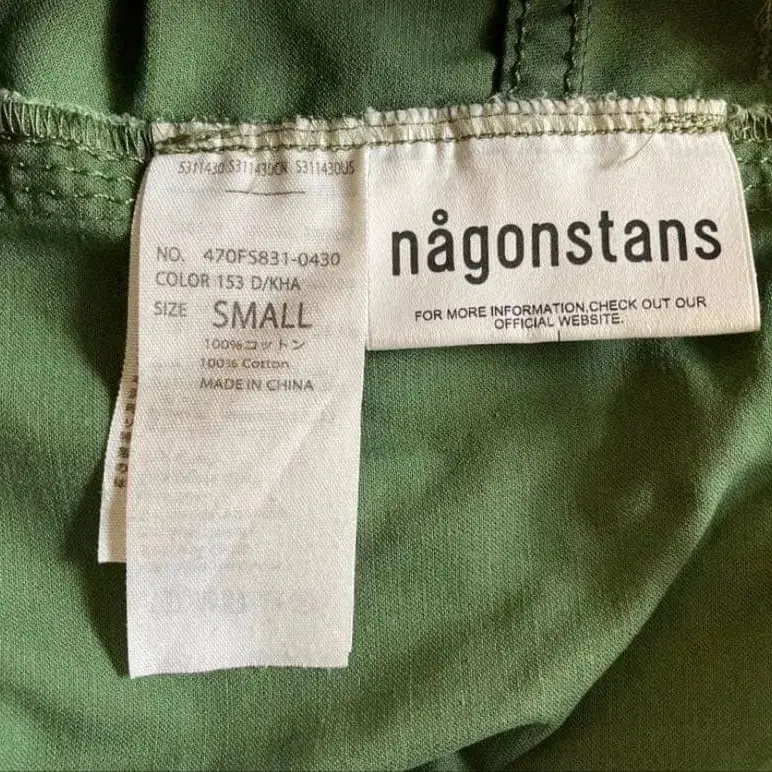 S311430 S311430CN S311430US
NO. 470FS831-0430
COLOR 153 D/KHA
SIZE SMALL
100%コットン
100% Cotton
MADE IN CHINA
någonstans
FOR MORE INFORMATION,CHECK OUT OUR
OFFICIAL WEBSITE.